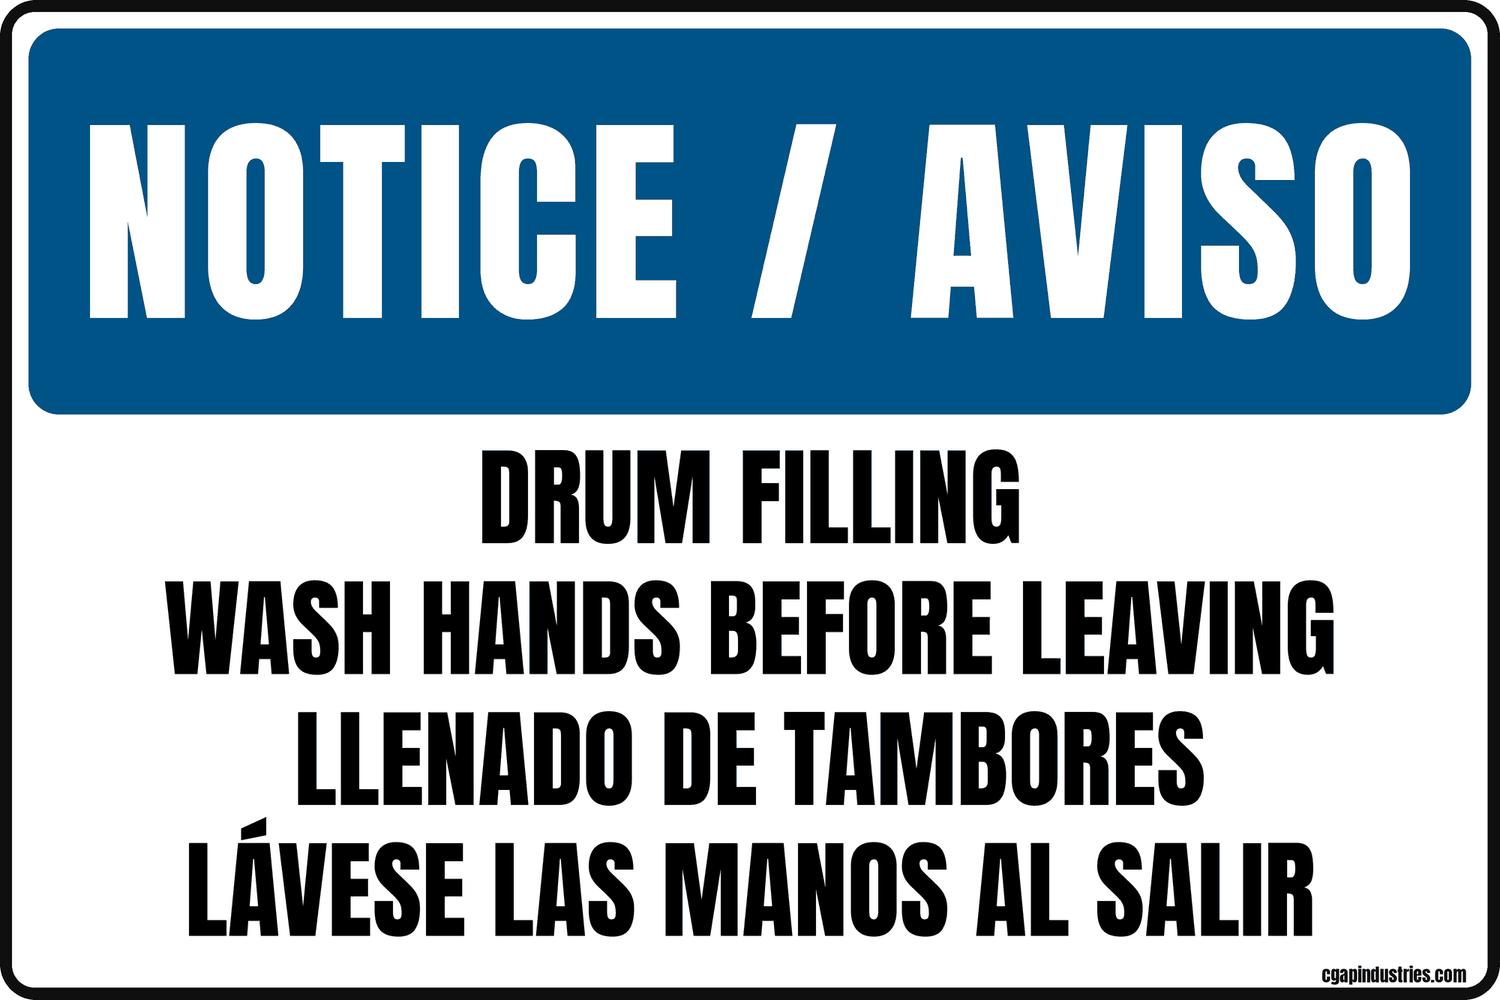 NOTICE / AVISO
DRUM FILLING
WASH HANDS BEFORE LEAVING
LLENADO DE TAMBORES
LÁVESE LAS MANOS AL SALIR
cgapindustries.com